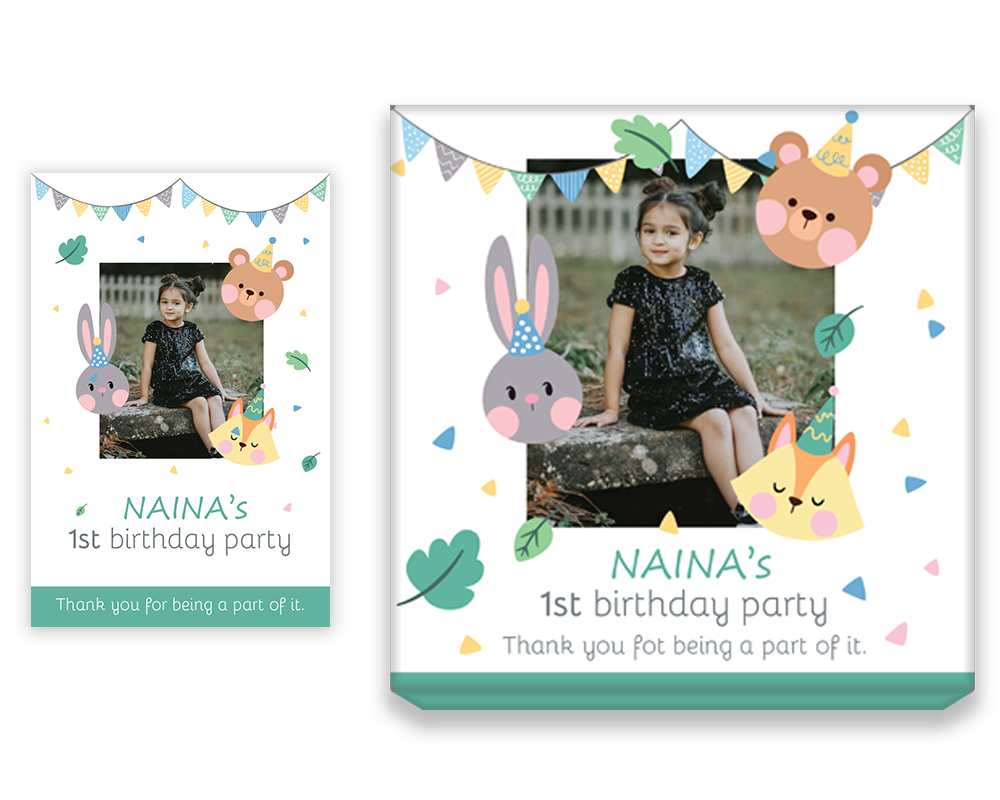 NAINA's
1st birthday party
Thank you for being a part of it.
NAINA's
1st birthday party
Thank you fot being a part of it.